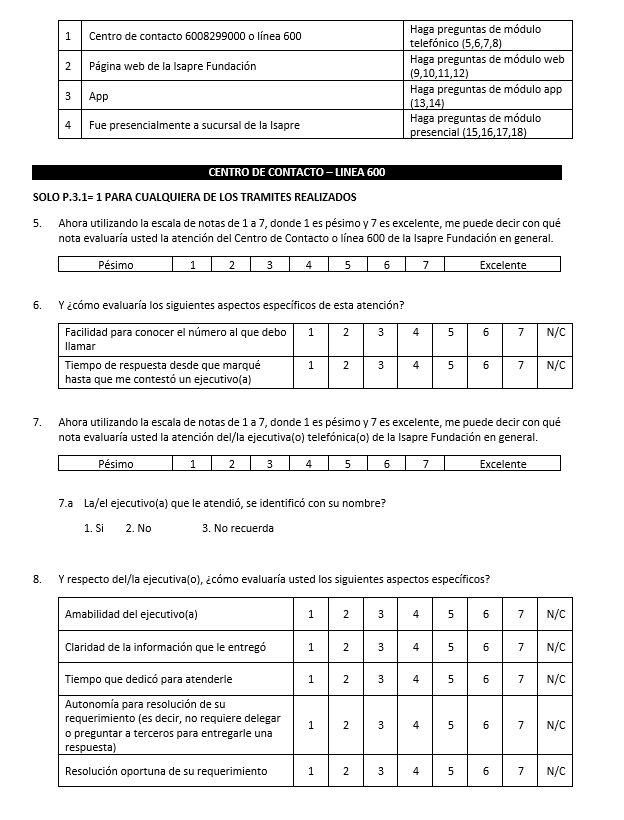 1 Centro de contacto 6008299000 o línea 600 Haga preguntas de módulo
telefónico (5,6,7,8)
2 Página web de la Isapre Fundación Haga preguntas de módulo web
(9,10,11,12)
3 App Haga preguntas de módulo app
(13,14)
4 Fue presencialmente a sucursal de la Isapre Haga preguntas de módulo
presencial (15,16,17,18)
CENTRO DE CONTACTO – LINEA 600
SOLO P.3.1= 1 PARA CUALQUIERA DE LOS TRAMITES REALIZADOS
5. Ahora utilizando la escala de notas de 1 a 7, donde 1 es pésimo y 7 es excelente, me puede decir con qué
nota evaluaría usted la atención del Centro de Contacto o línea 600 de la Isapre Fundación en general.
Pésimo 1 2 3 4 5 6 7 Excelente
6. Y ¿cómo evaluaría los siguientes aspectos específicos de esta atención?
Facilidad para conocer el número al que debo
llamar 1 2 3 4 5 6 7 N/C
Tiempo de respuesta desde que marqué
hasta que me contestó un ejecutivo(a) 1 2 3 4 5 6 7 N/C
7. Ahora utilizando la escala de notas de 1 a 7, donde 1 es pésimo y 7 es excelente, me puede decir con qué
nota evaluaría usted la atención del/la ejecutiva(o) telefónica(o) de la Isapre Fundación en general.
Pésimo 1 2 3 4 5 6 7 Excelente
7.a La/el ejecutivo(a) que le atendió, se identificó con su nombre?
1. Si 2. No 3. No recuerda
8. Y respecto del/la ejecutiva(o), ¿cómo evaluaría usted los siguientes aspectos específicos?
Amabilidad del ejecutivo(a) 1 2 3 4 5 6 7 N/C
Claridad de la información que le entregó 1 2 3 4 5 6 7 N/C
Tiempo que dedicó para atenderle 1 2 3 4 5 6 7 N/C
Autonomía para resolución de su
requerimiento (es decir, no requiere delegar
o preguntar a terceros para entregarle una
respuesta) 1 2 3 4 5 6 7 N/C
Resolución oportuna de su requerimiento 1 2 3 4 5 6 7 N/C